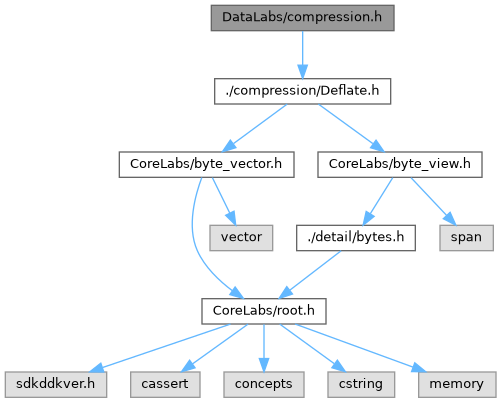 DataLabs/compression.h
./compression/Deflate.h
CoreLabs/byte_vector.h
CoreLabs/byte_view.h
vector
./detail/bytes.h
span
CoreLabs/root.h
sdkddkver.h
cassert
concepts
cstring
memory